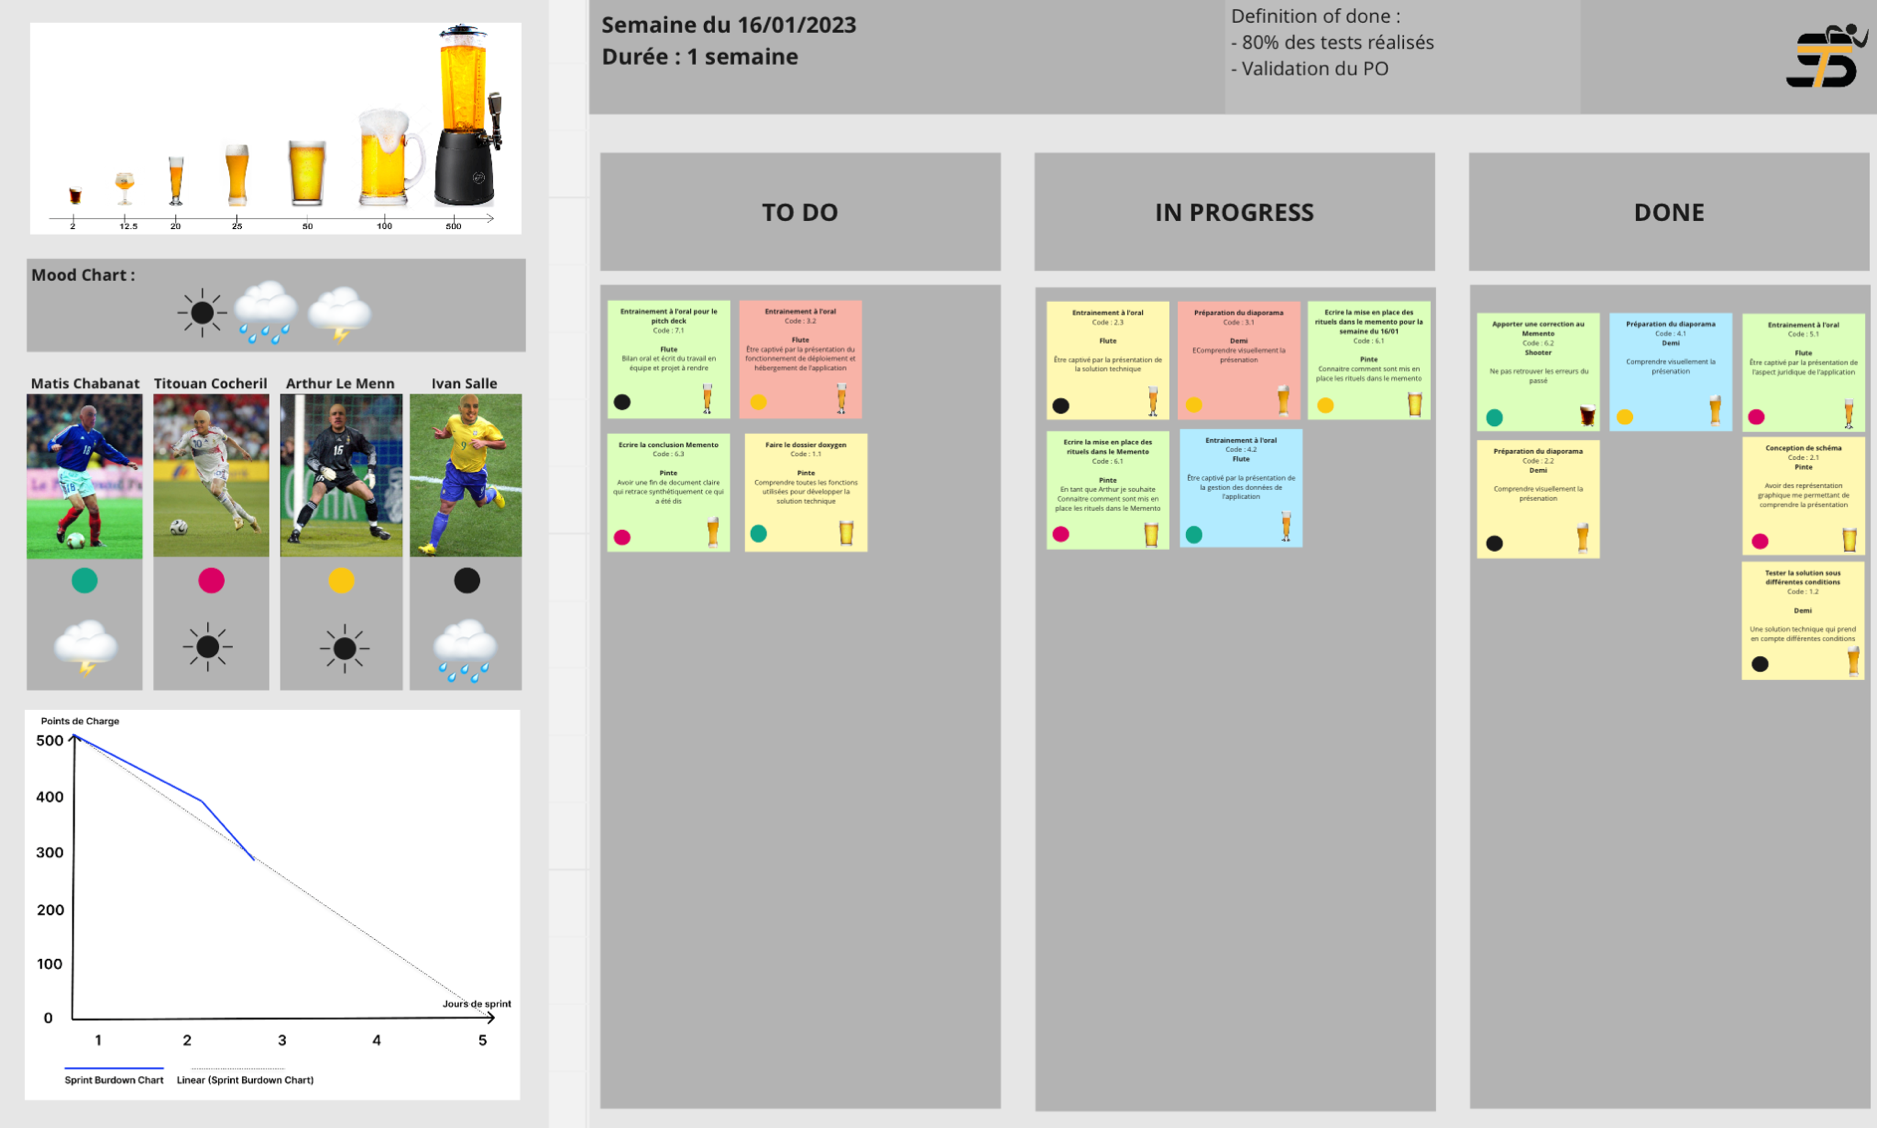 2
12.5
20
25
50
100
500
Mood Chart :
Matis Chabanat
Titouan Cocheril
Arthur Le Menn
Ivan Salle
Points de Charge
500
400
300
200
100
0
Jours de sprint
1
2
3
4
5
Sprint Burdown Chart
Linear (Sprint Burdown Chart)
Semaine du 16/01/2023
Durée : 1 semaine
Definition of done :
- 80% des tests réalisés
- Validation du PO
TO DO
Entrainement à l'oral pour le
pitch deck
Code : 7.1
Flute
Bilan oral et écrit du travail en
équipe et projet à rendre
Entrainement à l'oral
Code : 3.2
Flute
Être captivé par la présentation du
fonctionnement de déploiement et
hébergement de l'application
Ecrire la conclusion Memento
Code : 6.3
Pinte
Avoir une fin de document claire
qui retrace synthétiquement ce qui
a été dis
Faire le dossier doxygen
Code : 1.1
Pinte
Comprendre toutes les fonctions
utilisées pour développer la
solution technique
IN PROGRESS
Entrainement à l'oral
Code : 2.3
Flute
Être captivé par la présentation de
la solution technique
Préparation du diaporama
Code : 3.1
Demi
EComprendre visuellement la
présenation
Ecrire la mise en place des
rituels dans le memento pour la
semaine du 16/01
Code : 6.1
Pinte
Connaitre comment sont mis en
place les rituels dans le memento
Ecrire la mise en place des
rituels dans le Memento
Code : 6.1
Pinte
En tant que Arthur je souhaite
Connaitre comment sont mis en
place les rituels dans le Memento
Entrainement à l'oral
Code : 4.2
Flute
Être captivé par la présentation de
la gestion des données de
l'application
DONE
Apporter une correction au
Memento
Code : 6.2
Shooter
Ne pas retrouver les erreurs du
passé
Préparation du diaporama
Code : 4.1
Demi
Comprendre visuellement la
présenation
Entrainement à l'oral
Code : 5.1
Flute
Être captivé par la présentation de
l'aspect juridique de l'application
Préparation du diaporama
Code : 2.2
Demi
Comprendre visuellement la
présenation
Conception de schéma
Code : 2.1
Pinte
Avoir des représentation
graphique me permettant de
comprendre la présentation
Tester la solution sous
différentes conditions
Code : 1.2
Demi
Une solution technique qui prend
en compte différentes conditions